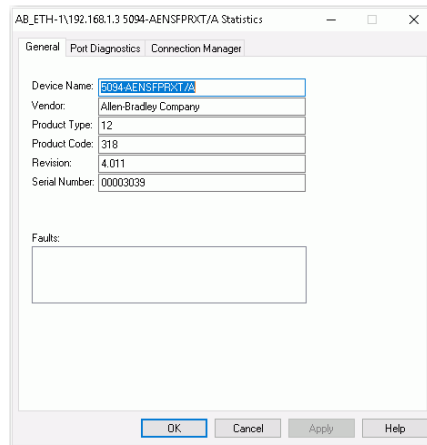 AB_ETH-1\192.168.1.3 5094-AENSFPRXT/A Statistics
General Port Diagnostics Connection Manager
Device Name: 5094-AENSFPRXT/A
Vendor: Allen-Bradley Company
Product Type: 12
Product Code: 318
Revision: 4.011
Serial Number: 00003039
Faults:
OK Cancel Apply Help